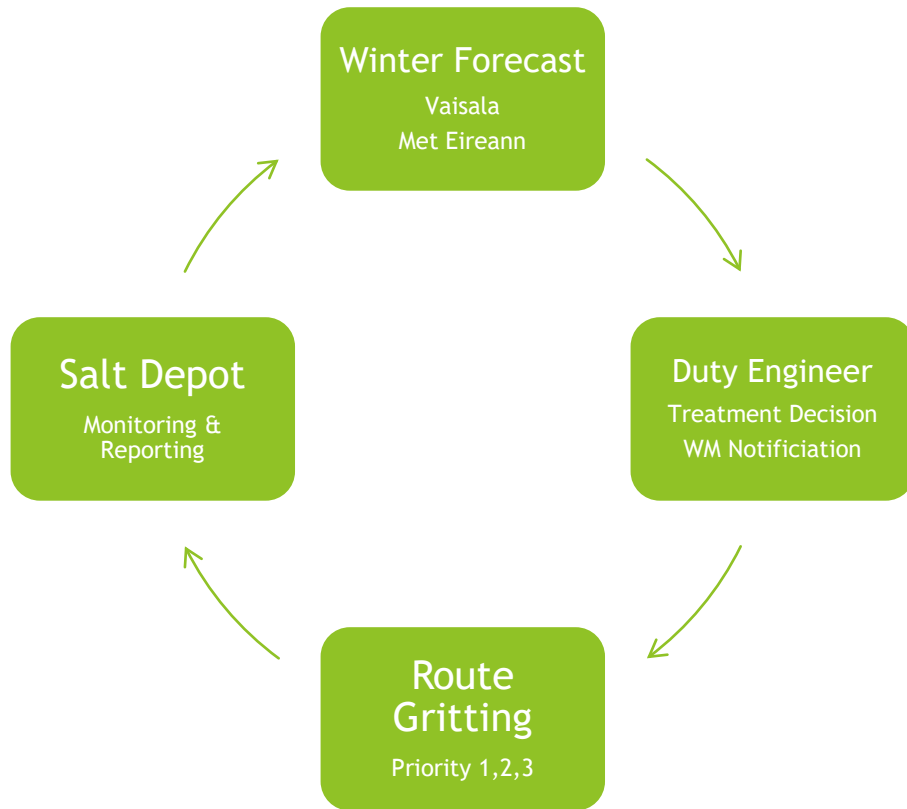 Winter Forecast
Vaisala
Met Eireann
Salt Depot
Monitoring &
Reporting
Duty Engineer
Treatment Decision
WM Notificiation
Route
Gritting
Priority 1,2,3